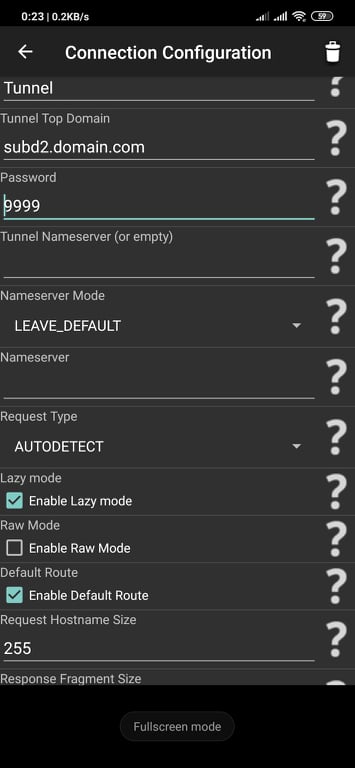 0:23 | 0.2KB/s
59
Connection Configuration
Tunnel
?
Tunnel Top Domain
subd2.domain.com
?
Password
9999
?
Tunnel Nameserver (or empty)
?
Nameserver Mode
LEAVE_DEFAULT
?
Nameserver
?
Request Type
AUTODETECT
?
Lazy mode
Enable Lazy mode
?
Raw Mode
Enable Raw Mode
?
Default Route
Enable Default Route
?
Request Hostname Size
255
?
Response Fragment Size
Fullscreen mode